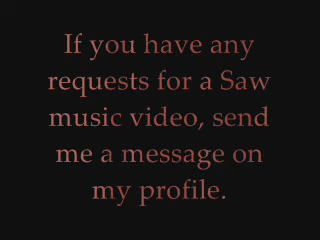 If you have any
requests for a Saw
music video, send
me a message on
my profile.